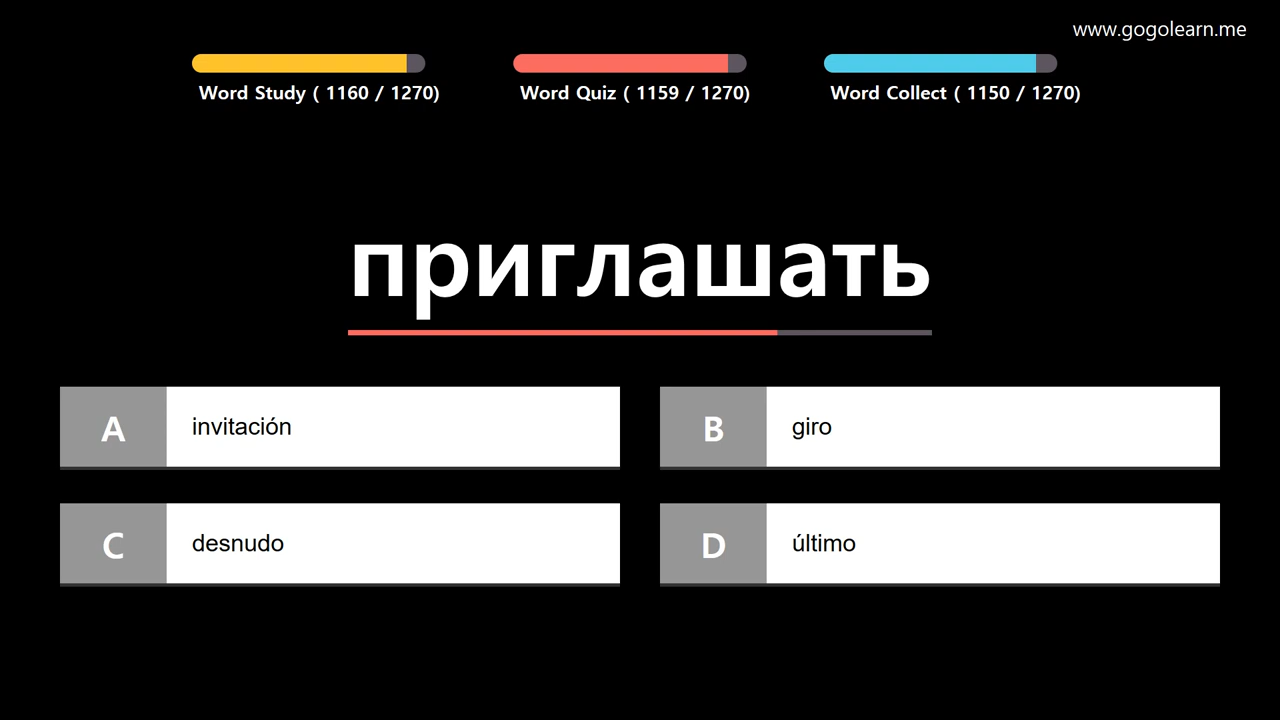 www.gogolearn.me
Word Study ( 1160 / 1270)
Word Quiz ( 1159 / 1270)
Word Collect ( 1150 / 1270)
приглашать
A invitación
B giro
C desnudo
D último